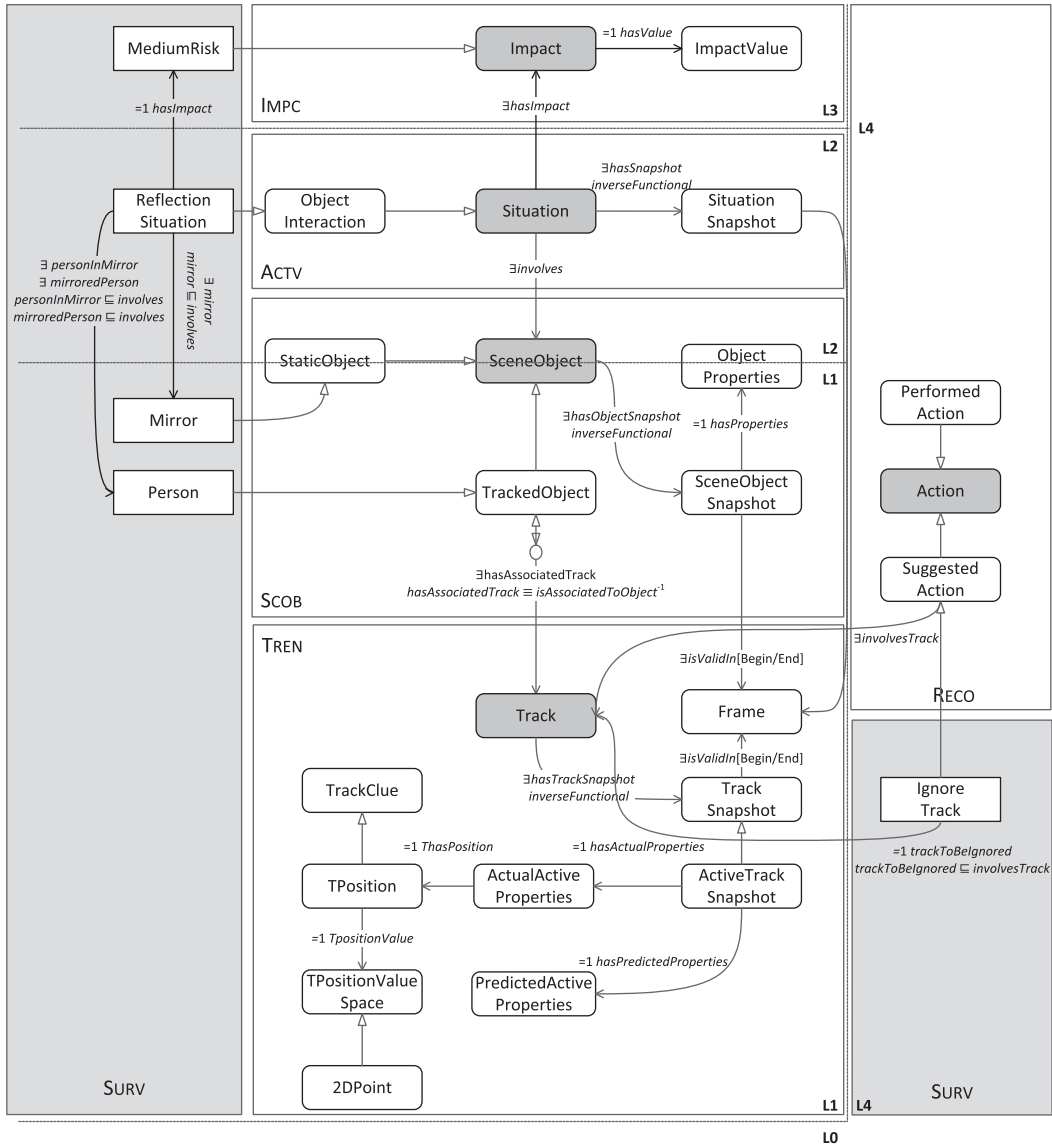 MediumRisk
Impact
=1 hasValue
ImpactValue
=1 hasImpact
∃hasImpact
IMPC
L3
L4
L2
Reflection
Situation
Object
Interaction
Situation
∃hasSnapshot
inverseFunctional
Situation
Snapshot
∃ personInMirror
∃ mirroredPerson
personInMirror ⊑ involves
mirroredPerson ⊑ involves
∃ mirror
mirror ⊑ involves
∃involves
ACTV
StaticObject
SceneObject
Object
Properties
L2
L1
Mirror
∃hasObjectSnapshot
inverseFunctional
=1 hasProperties
Performed
Action
Person
TrackedObject
SceneObject
Snapshot
Action
∃hasAssociatedTrack
hasAssociatedTrack ≡ isAssociatedToObject⁻¹
SCOB
Suggested
Action
TREN
∃involvesTrack
∃isValidIn[Begin/End]
RECO
Track
Frame
∃isValidIn[Begin/End]
TrackClue
∃hasTrackSnapshot
inverseFunctional
Track
Snapshot
Ignore
Track
=1 ThasPosition
=1 hasActualProperties
=1 trackToBeIgnored
trackToBeIgnored ⊑ involvesTrack
TPosition
ActualActive
Properties
ActiveTrack
Snapshot
=1 TpositionValue
=1 hasPredictedProperties
TPositionValue
Space
PredictedActive
Properties
2DPoint
SURV
L1
L4
SURV
L0